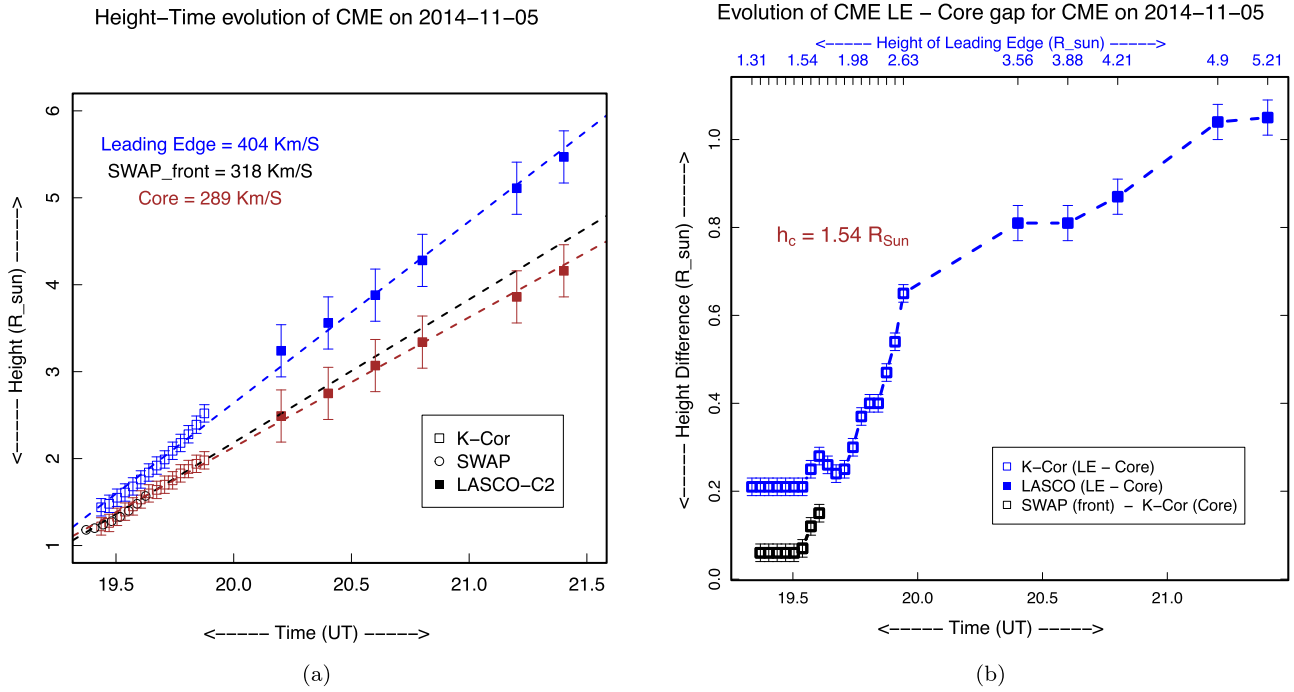 Height−Time evolution of CME on 2014−11−05
Leading Edge = 404 Km/S
SWAP_front = 318 Km/S
Core = 289 Km/S
<−−−−− Height (R_sun) −−−−−>
6
5
4
3
2
1
K−Cor
SWAP
LASCO−C2
19.5 20.0 20.5 21.0 21.5
<−−−−− Time (UT) −−−−−>
(a)
Evolution of CME LE − Core gap for CME on 2014−11−05
<−−−−− Height of Leading Edge (R_sun) −−−−−>
1.31 1.54 1.98 2.63 3.56 3.88 4.21 4.9 5.21
h_c = 1.54 R_Sun
<−−−−− Height Difference (R_sun) −−−−−>
1.0
0.8
0.6
0.4
0.2
0.0
K−Cor (LE − Core)
LASCO (LE − Core)
SWAP (front) − K−Cor (Core)
19.5 20.0 20.5 21.0
<−−−−− Time (UT) −−−−−>
(b)